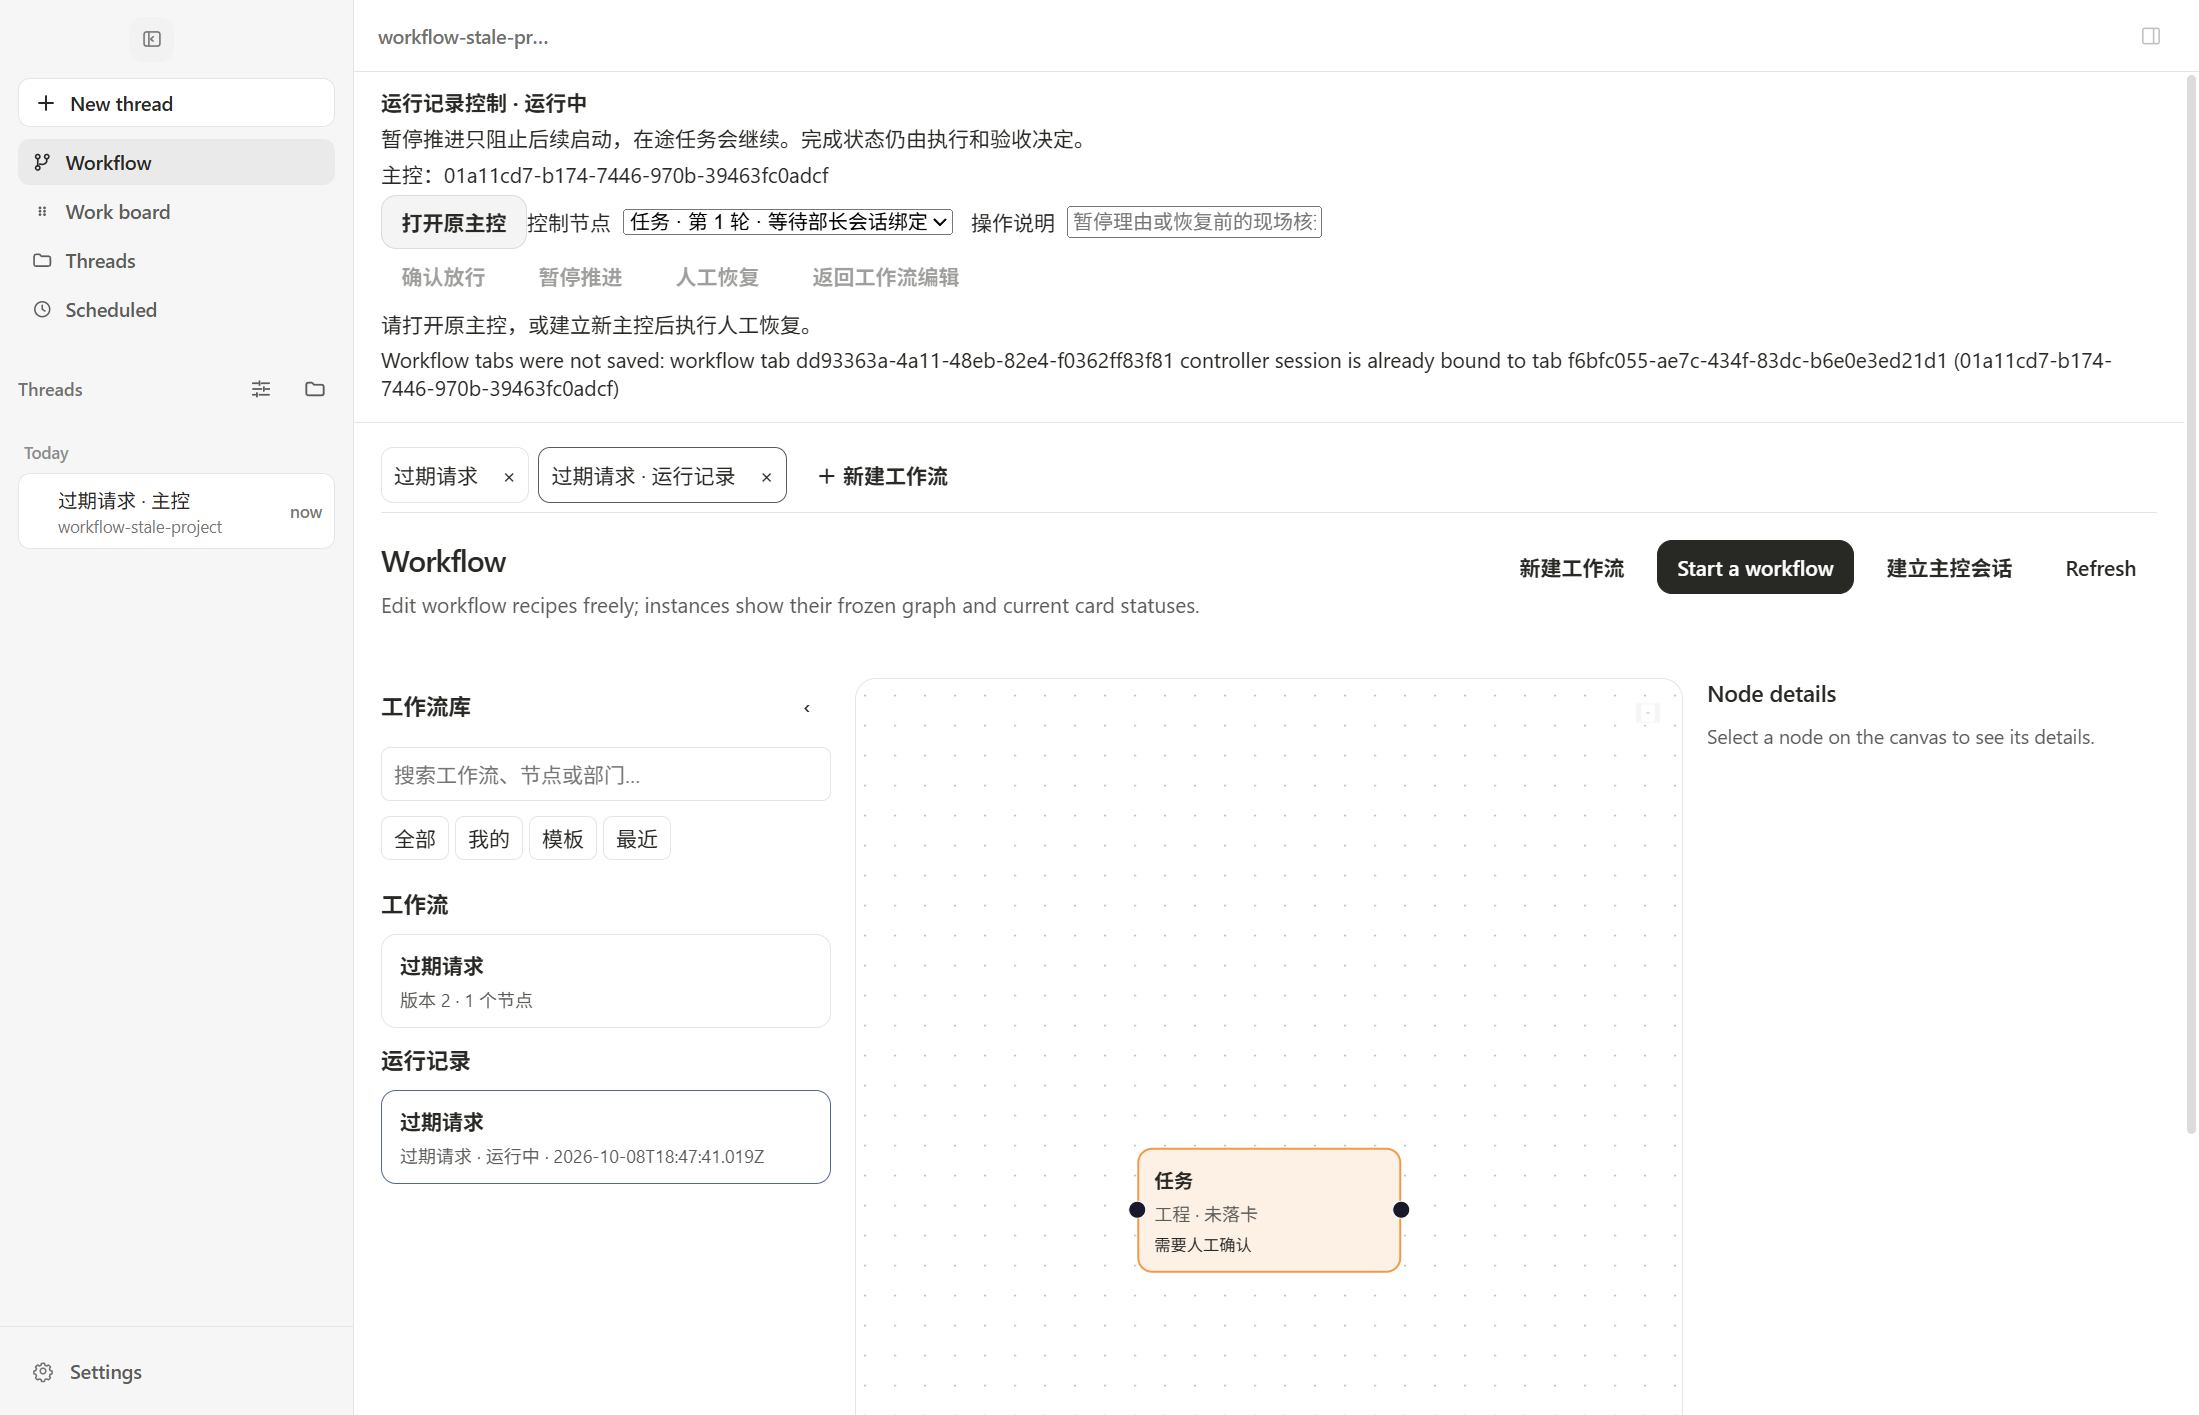 New thread
Workflow
Work board
Threads
Scheduled
Threads
Today
过期请求 · 主控
workflow-stale-project
now
Settings
workflow-stale-pr...
运行记录控制 · 运行中
暂停推进只阻止后续启动，在途任务会继续。完成状态仍由执行和验收决定。
主控：01a11cd7-b174-7446-970b-39463fc0adcf
打开原主控 控制节点 任务 · 第 1 轮 · 等待部长会话绑定 操作说明 暂停理由或恢复前的现场核
确认放行 暂停推进 人工恢复 返回工作流编辑
请打开原主控，或建立新主控后执行人工恢复。
Workflow tabs were not saved: workflow tab dd93363a-4a11-48eb-82e4-f0362ff83f81 controller session is already bound to tab f6bfc055-ae7c-434f-83dc-b6e0e3ed21d1 (01a11cd7-b174-
7446-970b-39463fc0adcf)
过期请求 × 过期请求 · 运行记录 × + 新建工作流
Workflow
Edit workflow recipes freely; instances show their frozen graph and current card statuses.
新建工作流 Start a workflow 建立主控会话 Refresh
工作流库 ‹
搜索工作流、节点或部门...
全部 我的 模板 最近
工作流
过期请求
版本 2 · 1 个节点
运行记录
过期请求
过期请求 · 运行中 · 2026-10-08T18:47:41.019Z
任务
工程 · 未落卡
需要人工确认
Node details
Select a node on the canvas to see its details.